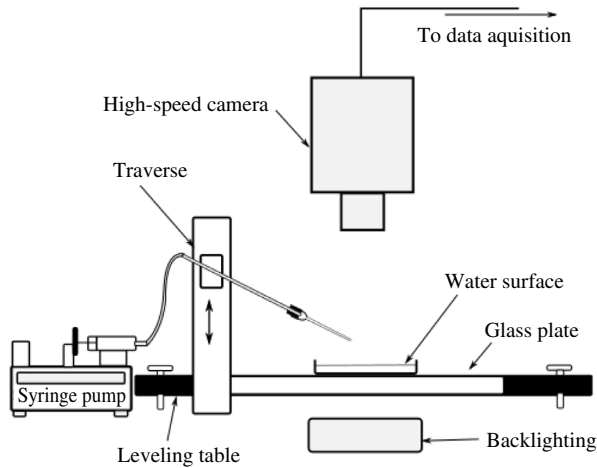 To data aquisition
High-speed camera
Traverse
Water surface
Glass plate
Syringe pump
Leveling table
Backlighting